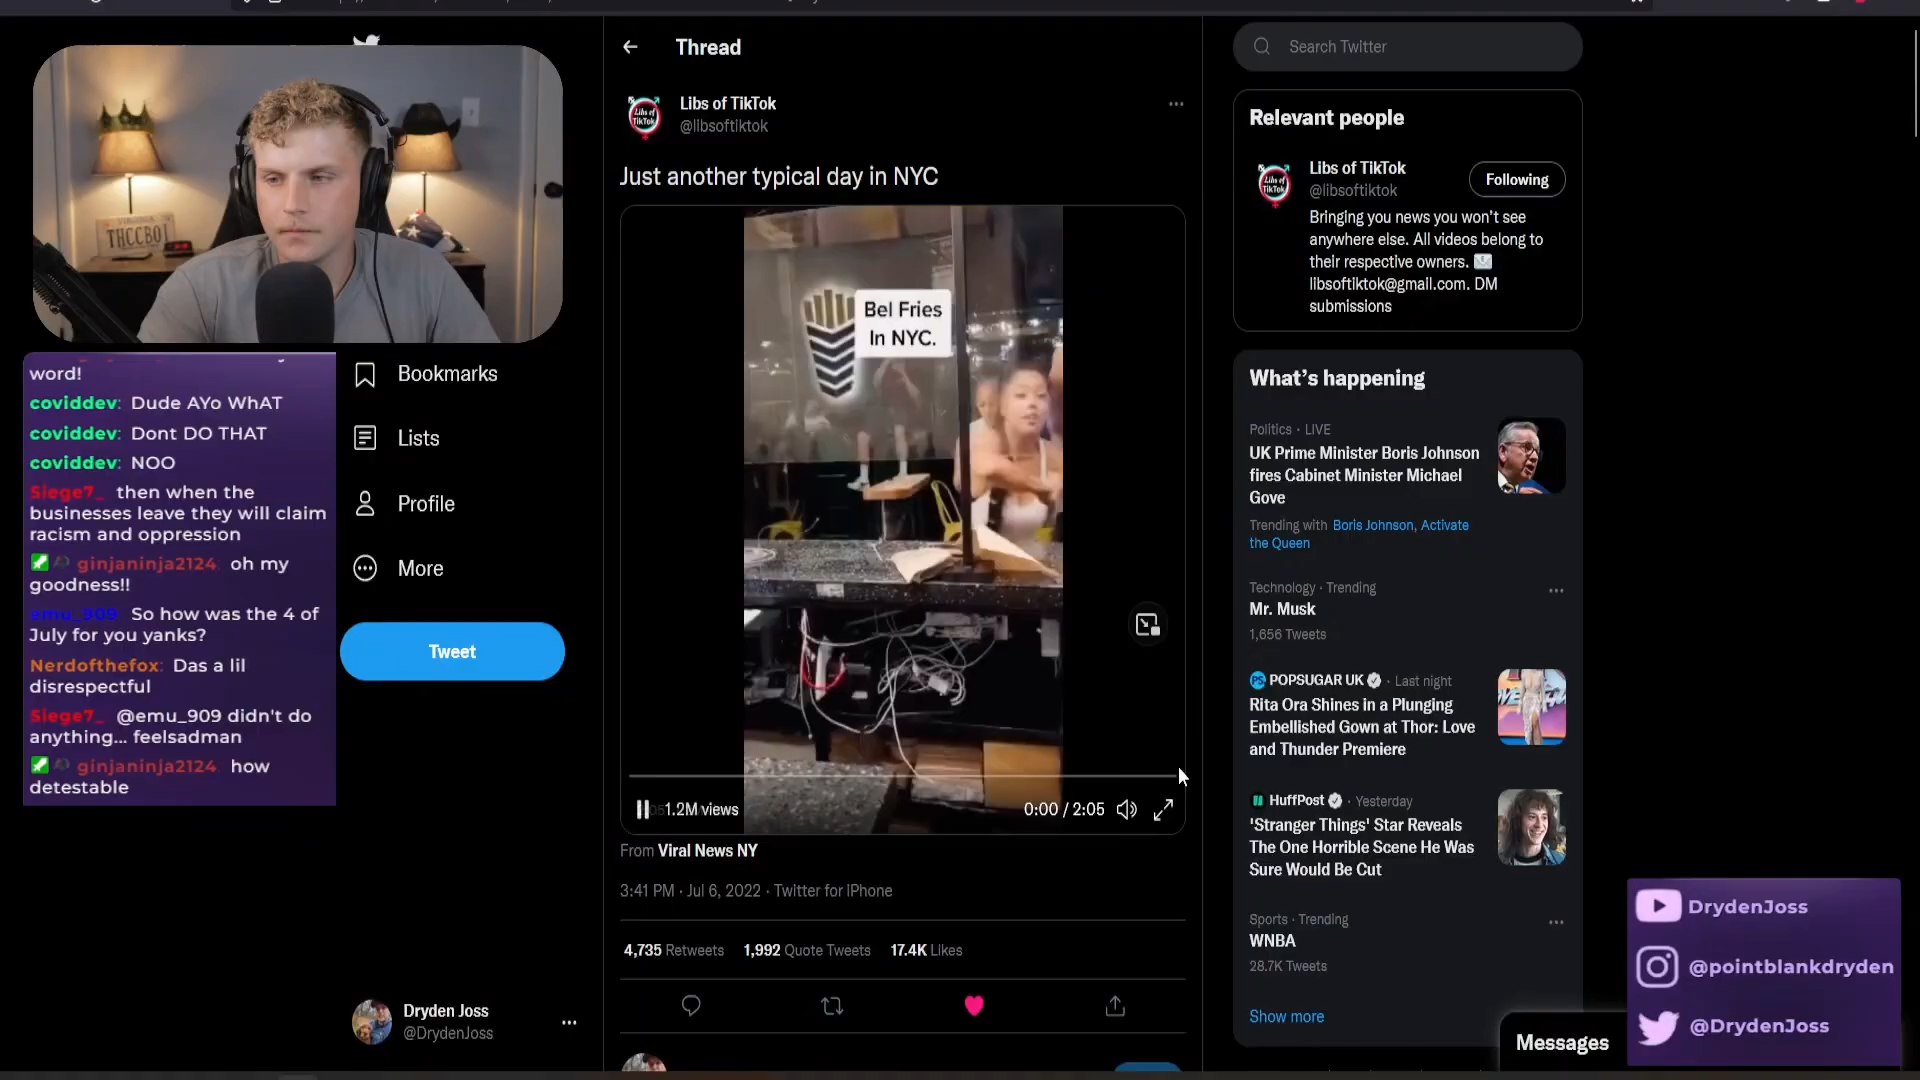 Thread
Libs of TikTok
@libsoftiktok
Just another typical day in NYC
Bel Fries
In NYC.
1.2M views
0:00 / 2:05
From Viral News NY
3:41 PM · Jul 6, 2022 · Twitter for iPhone
4,735 Retweets 1,992 Quote Tweets 17.4K Likes
VIRGINIA
THCCBOI
word!
coviddev: Dude AYo WhAT
coviddev: Dont DO THAT
coviddev: NOO
Siege7_ then when the
businesses leave they will claim
racism and oppression
ginjaninja2124: oh my
goodness!!
emu_909: So how was the 4 of
July for you yanks?
Nerdofthefox: Das a lil
disrespectful
Siege7_ @emu_909 didn't do
anything... feelsadman
ginjaninja2124: how
detestable
Bookmarks
Lists
Profile
More
Tweet
Dryden Joss
@DrydenJoss
Search Twitter
Relevant people
Libs of TikTok
@libsoftiktok
Following
Bringing you news you won't see
anywhere else. All videos belong to
their respective owners.
libsoftiktok@gmail.com. DM
submissions
What's happening
Politics · LIVE
UK Prime Minister Boris Johnson
fires Cabinet Minister Michael
Gove
Trending with Boris Johnson, Activate
the Queen
Technology · Trending
Mr. Musk
1,656 Tweets
POPSUGAR UK · Last night
Rita Ora Shines in a Plunging
Embellished Gown at Thor: Love
and Thunder Premiere
HuffPost · Yesterday
'Stranger Things' Star Reveals
The One Horrible Scene He Was
Sure Would Be Cut
Sports · Trending
WNBA
28.7K Tweets
Show more
Messages
DrydenJoss
@pointblankdryden
@DrydenJoss